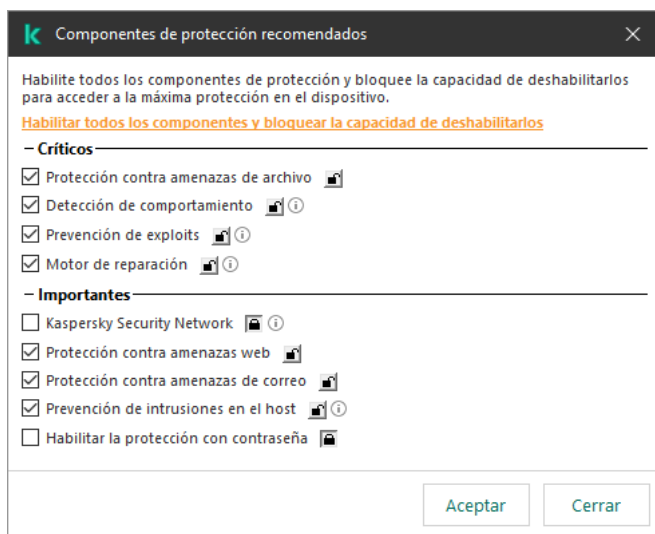 Componentes de protección recomendados
Habilite todos los componentes de protección y bloquee la capacidad de deshabilitarlos
para acceder a la máxima protección en el dispositivo.
Habilitar todos los componentes y bloquear la capacidad de deshabilitarlos
Críticos
Protección contra amenazas de archivo
Detección de comportamiento
Prevención de exploits
Motor de reparación
Importantes
Kaspersky Security Network
Protección contra amenazas web
Protección contra amenazas de correo
Prevención de intrusiones en el host
Habilitar la protección con contraseña
Aceptar Cerrar